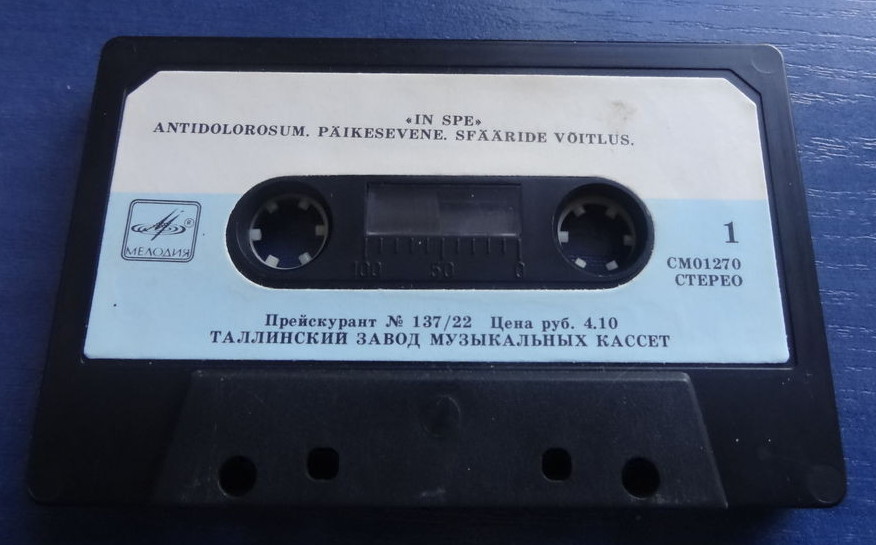 «IN SPE»
ANTIDOLOROSUM. PÄIKESEVENE. SFÄÄRIDE VÕITLUS.
®
МЕЛОДИЯ
1
СМ01270
СТЕРЕО
100 50 0
Прейскурант № 137/22 Цена руб. 4.10
ТАЛЛИНСКИЙ ЗАВОД МУЗЫКАЛЬНЫХ КАССЕТ